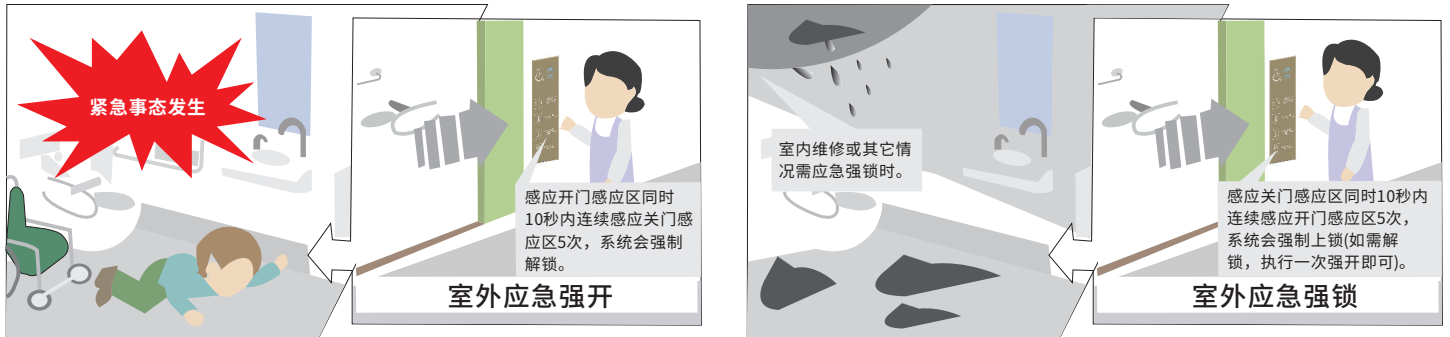 紧急事态发生
感应开门感应区同时
10秒内连续感应关门感
应区5次，系统会强制
解锁。
室外应急强开
室内维修或其它情
况需应急强锁时。
感应关门感应区同时10秒内
连续感应开门感应区5次，
系统会强制上锁(如需解
锁，执行一次强开即可)。
室外应急强锁